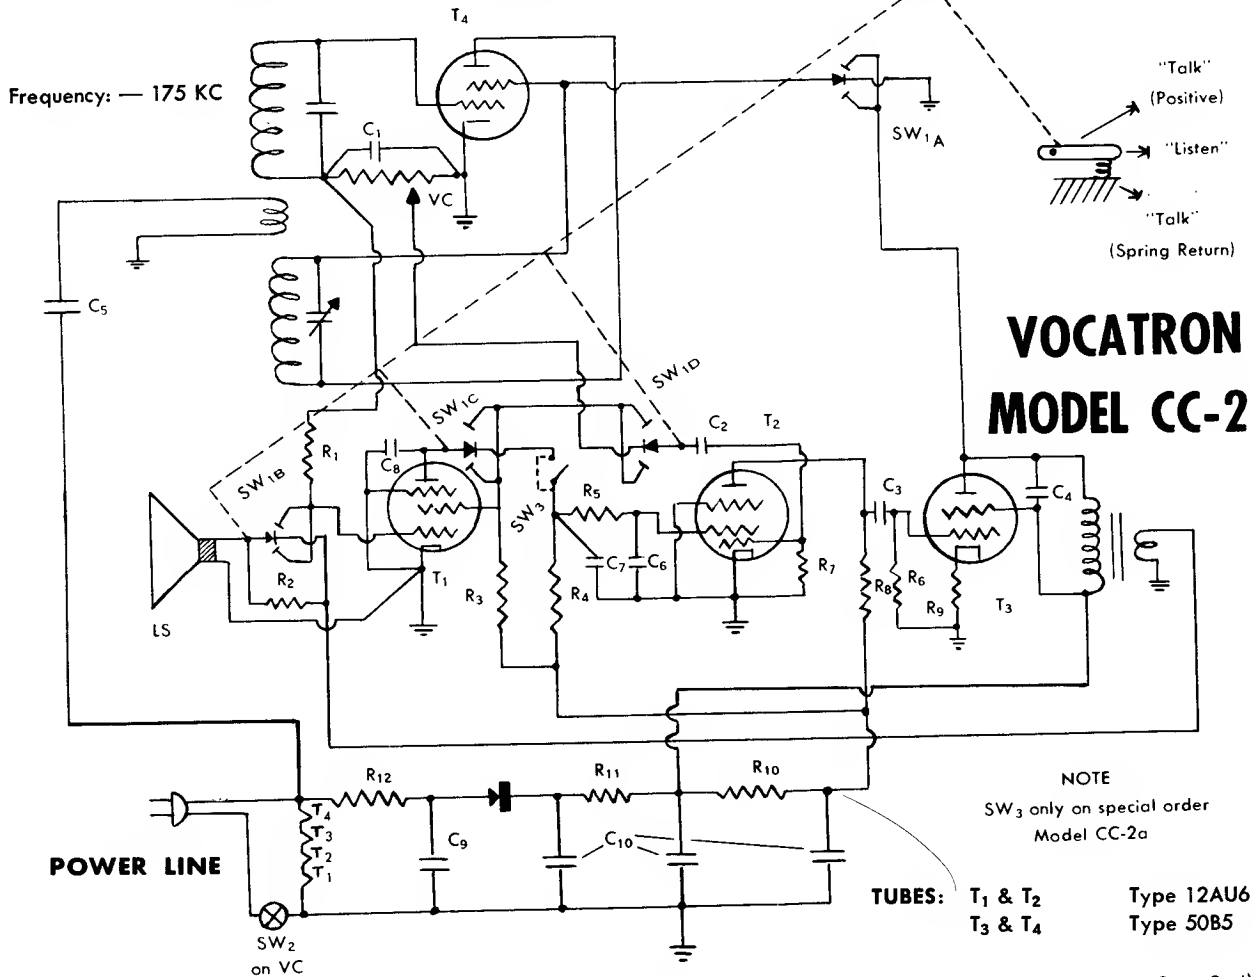 T4
Frequency: — 175 KC
C1
VC
SW1A
"Talk"
(Positive)
"Listen"
"Talk"
(Spring Return)
C5
VOCATRON
MODEL CC-2
SW1D
SW1C
SW1B
R1
C8
C2
T2
SW3
R5
C3
C4
C7
C6
R7
R8
R6
R9
T3
R2
T1
R3
R4
LS
R12
R11
R10
NOTE
SW3 only on special order
Model CC-2a
T4
T3
T2
T1
C9
C10
POWER LINE
TUBES: T1 & T2 Type 12AU6
T3 & T4 Type 50B5
SW2
on VC